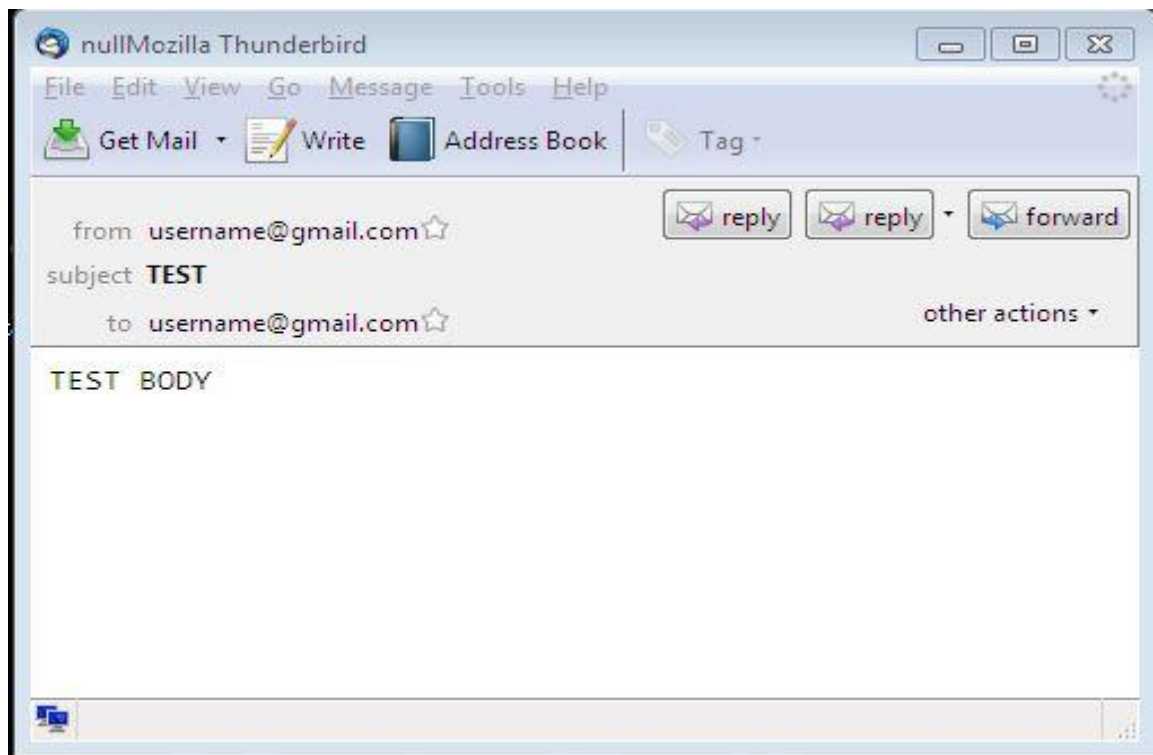 nullMozilla Thunderbird
File Edit View Go Message Tools Help
Get Mail Write Address Book Tag
reply reply forward
from username@gmail.com
subject TEST
to username@gmail.com
other actions
TEST BODY